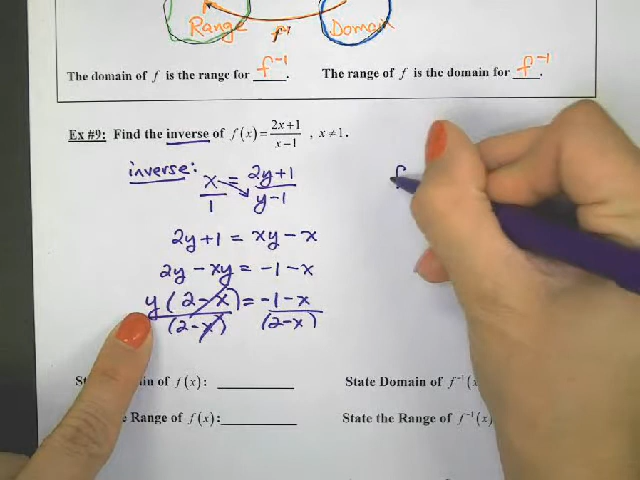 Range f⁻¹ Domain
The domain of f is the range for f⁻¹. The range of f is the domain for f⁻¹.
Ex #9: Find the inverse of f(x) = (2x+1)/(x−1) , x ≠ 1.
inverse: x/1 = (2y+1)/(y−1)
2y+1 = xy − x
2y − xy = −1 − x
y(2−x)/(2−x) = (−1−x)/(2−x)
f
Domain of f(x): ________ State Domain of f⁻¹(x
Range of f(x): ________ State the Range of f⁻¹(x)